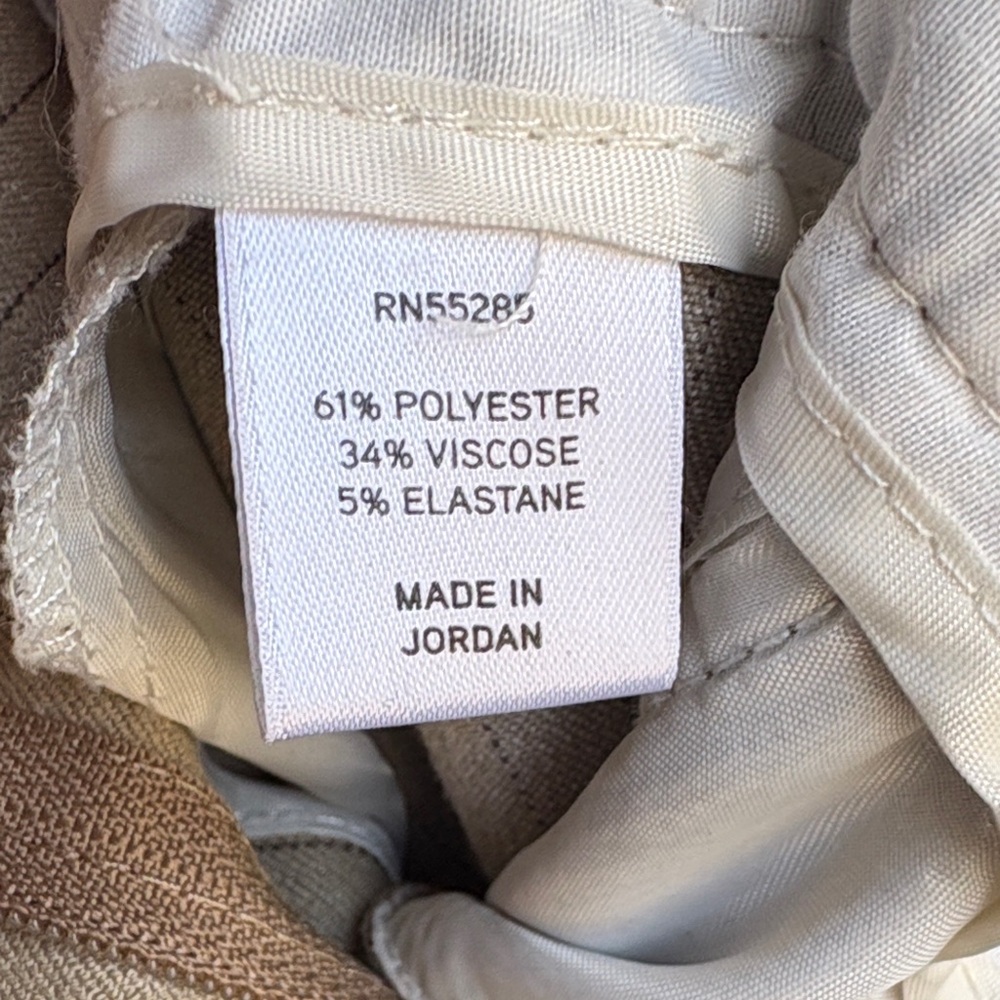 RN55285
61% POLYESTER
34% VISCOSE
5% ELASTANE
MADE IN
JORDAN